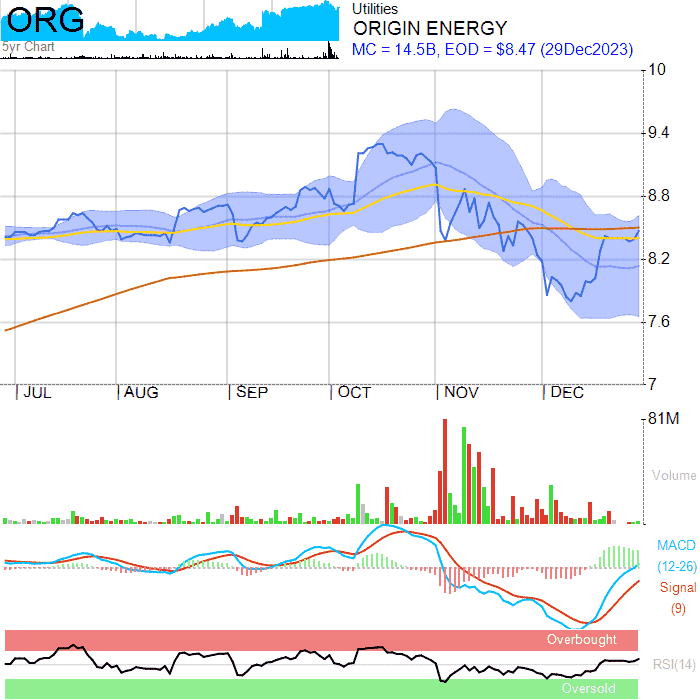 ORG
5yr Chart
Utilities
ORIGIN ENERGY
MC = 14.5B, EOD = $8.47 (29Dec2023)
10
9.4
8.8
8.2
7.6
7
JUL AUG SEP OCT NOV DEC
81M
Volume
MACD
(12-26)
Signal
(9)
Overbought
RSI(14)
Oversold